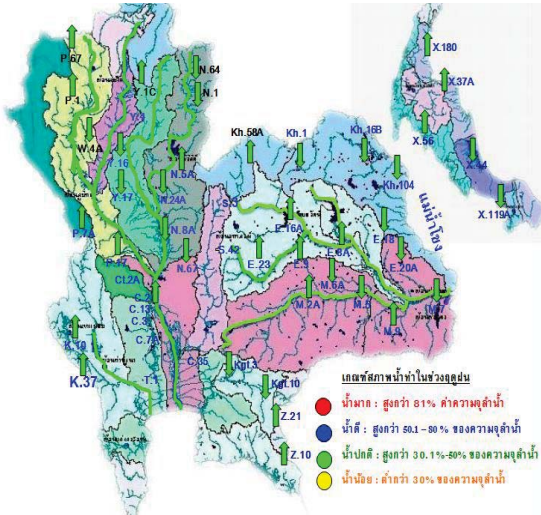 X.180
P.67
N.64
X.37A
P.1
Y.1C
N.1
Kh.58A
Kh.1
Kh.16B
X.56
W.4A
Y.16
N.5A
Kh.104
X.119A
Y.17
N.24A
แม่น้ำโขง
E.16A
N.8A
E.8A
E.18
P.17
E.23
E.9
N.67
E.20A
Ct.2A
M.6A
M.2A
M.5
M.7
C.2
C.13
M.9
K.10
C.35
Kgt.3
K.37
T.1
Kgt.10
Z.21
Z.10
เกณฑ์สภาพน้ำท่าในช่วงฤดูฝน
น้ำมาก : สูงกว่า 81% ค่าความจุลำน้ำ
น้ำดี : สูงกว่า 50.1 – 80 % ของความจุลำน้ำ
น้ำปกติ : สูงกว่า 30.1%-50% ของความจุลำน้ำ
น้ำน้อย : ต่ำกว่า 30% ของความจุลำน้ำ